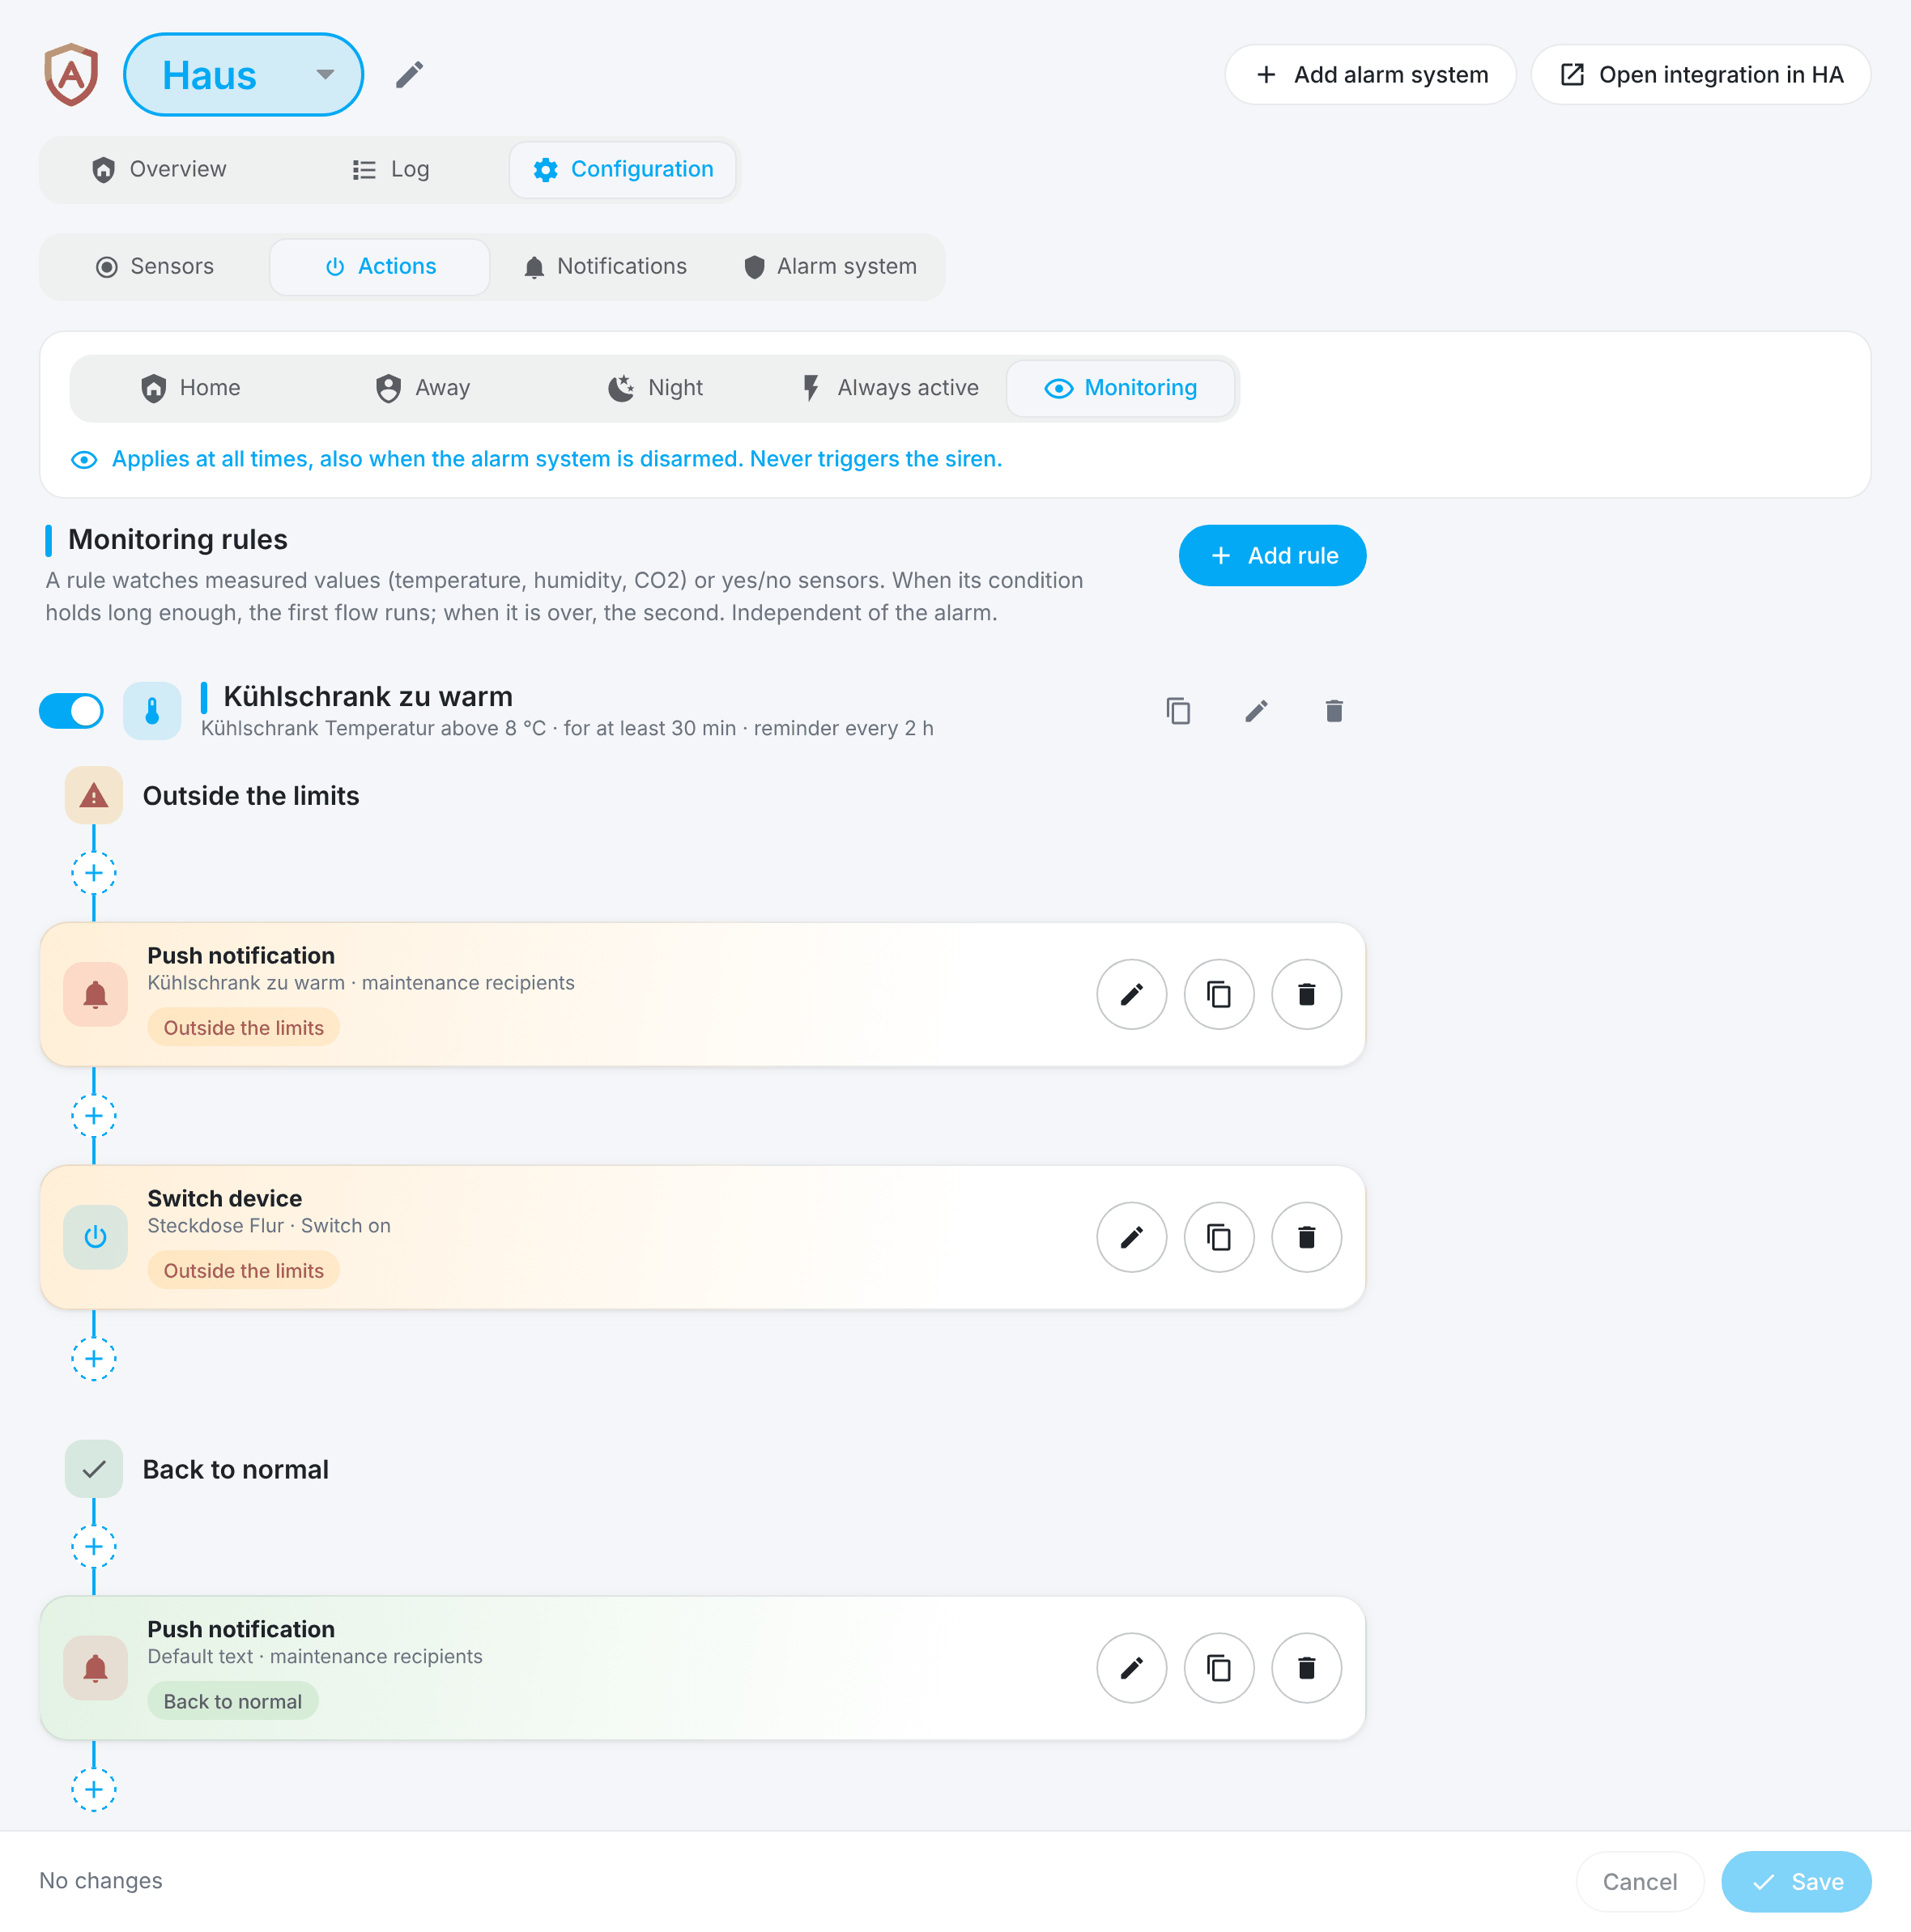 Haus
Add alarm system
Open integration in HA
Overview
Log
Configuration
Sensors
Actions
Notifications
Alarm system
Home
Away
Night
Always active
Monitoring
Applies at all times, also when the alarm system is disarmed. Never triggers the siren.
Monitoring rules
Add rule
A rule watches measured values (temperature, humidity, CO2) or yes/no sensors. When its condition
holds long enough, the first flow runs; when it is over, the second. Independent of the alarm.
Kühlschrank zu warm
Kühlschrank Temperatur above 8 °C · for at least 30 min · reminder every 2 h
Outside the limits
Push notification
Kühlschrank zu warm · maintenance recipients
Outside the limits
Switch device
Steckdose Flur · Switch on
Outside the limits
Back to normal
Push notification
Default text · maintenance recipients
Back to normal
No changes
Cancel
Save